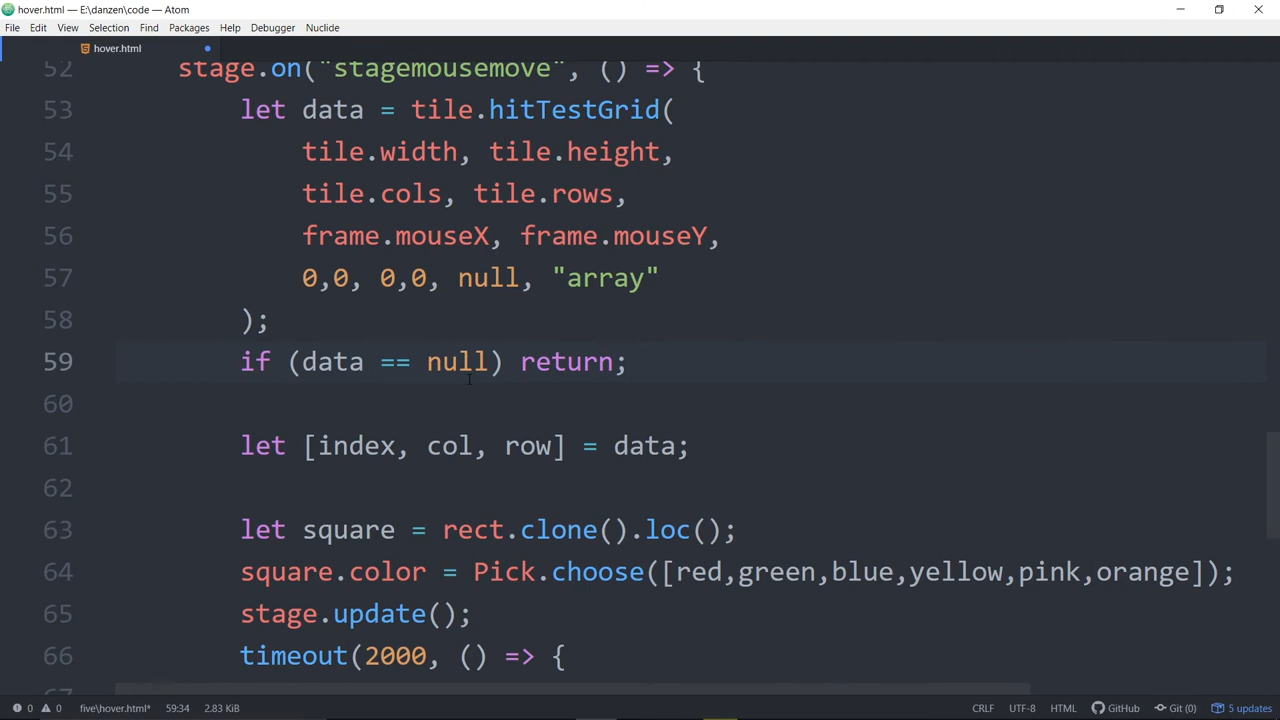 hover.html — E:\danzen\code — Atom
File Edit View Selection Find Packages Help Debugger Nuclide
hover.html
52 stage.on("stagemousemove", () => {
53 let data = tile.hitTestGrid(
54 tile.width, tile.height,
55 tile.cols, tile.rows,
56 frame.mouseX, frame.mouseY,
57 0,0, 0,0, null, "array"
58 );
59 if (data == null) return;
60
61 let [index, col, row] = data;
62
63 let square = rect.clone().loc();
64 square.color = Pick.choose([red,green,blue,yellow,pink,orange]);
65 stage.update();
66 timeout(2000, () => {
67
0 0 five\hover.html* 59:34 2.83 KiB CRLF UTF-8 HTML GitHub Git (0) 5 updates